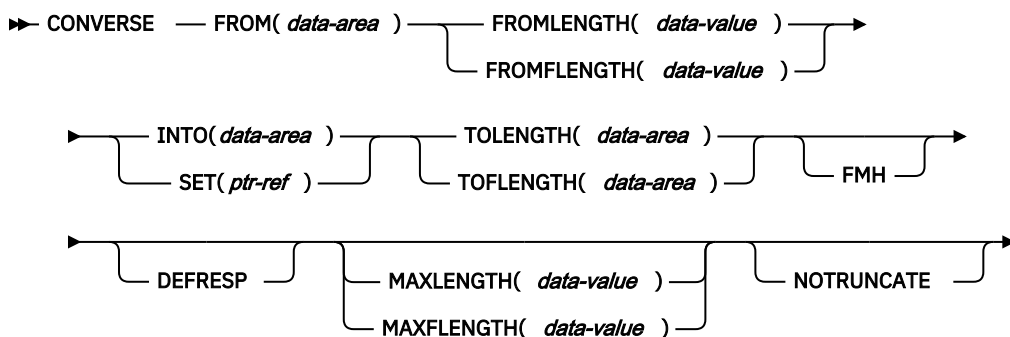 CONVERSE FROM( data-area ) FROMLENGTH( data-value )
FROMFLENGTH( data-value )
INTO( data-area ) TOLENGTH( data-area )
SET( ptr-ref ) TOFLENGTH( data-area ) FMH
DEFRESP MAXLENGTH( data-value ) NOTRUNCATE
MAXFLENGTH( data-value )